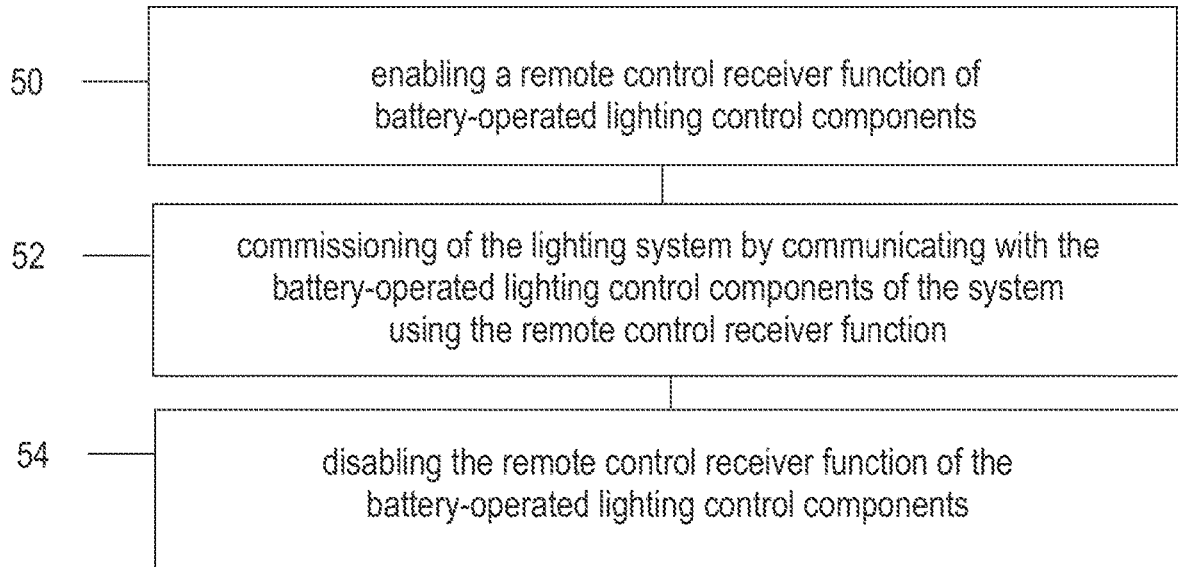 50
enabling a remote control receiver function of
battery-operated lighting control components
52
commissioning of the lighting system by communicating with the
battery-operated lighting control components of the system
using the remote control receiver function
54
disabling the remote control receiver function of the
battery-operated lighting control components